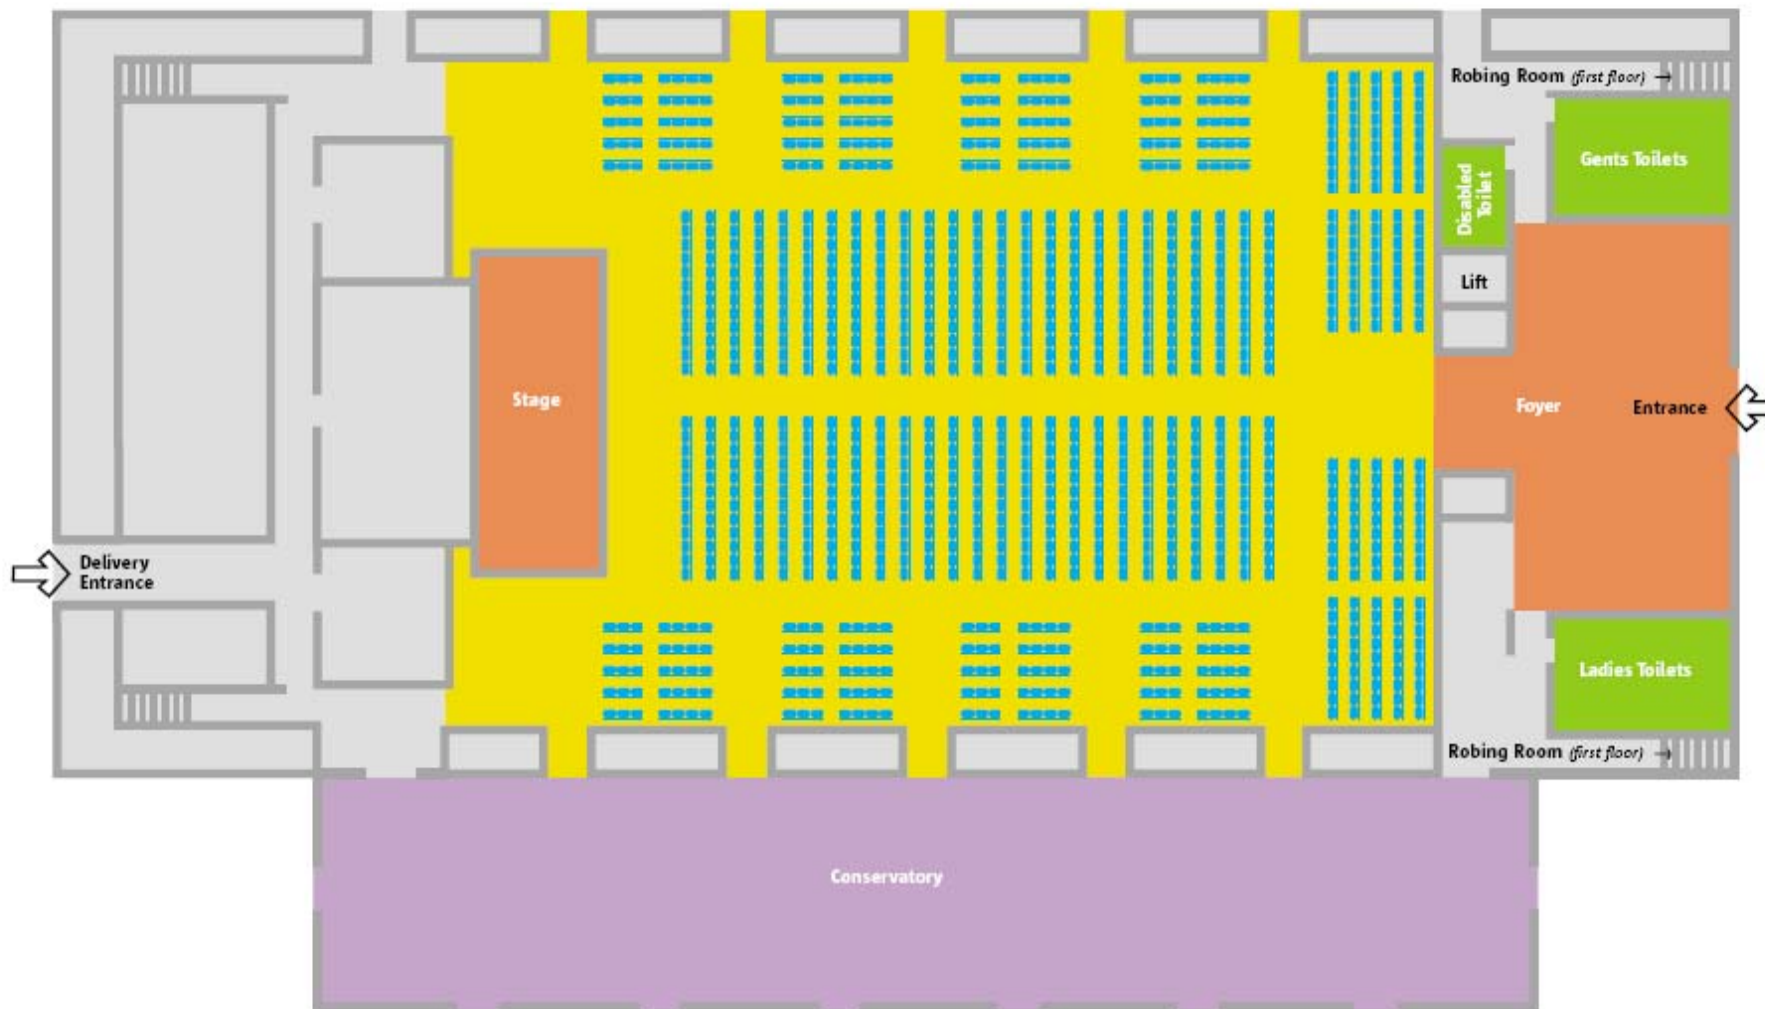 Robing Room (first floor) →
Gents Toilets
Disabled
Toilet
Lift
Stage
Foyer
Entrance
Delivery
Entrance
Ladies Toilets
Robing Room (first floor) →
Conservatory